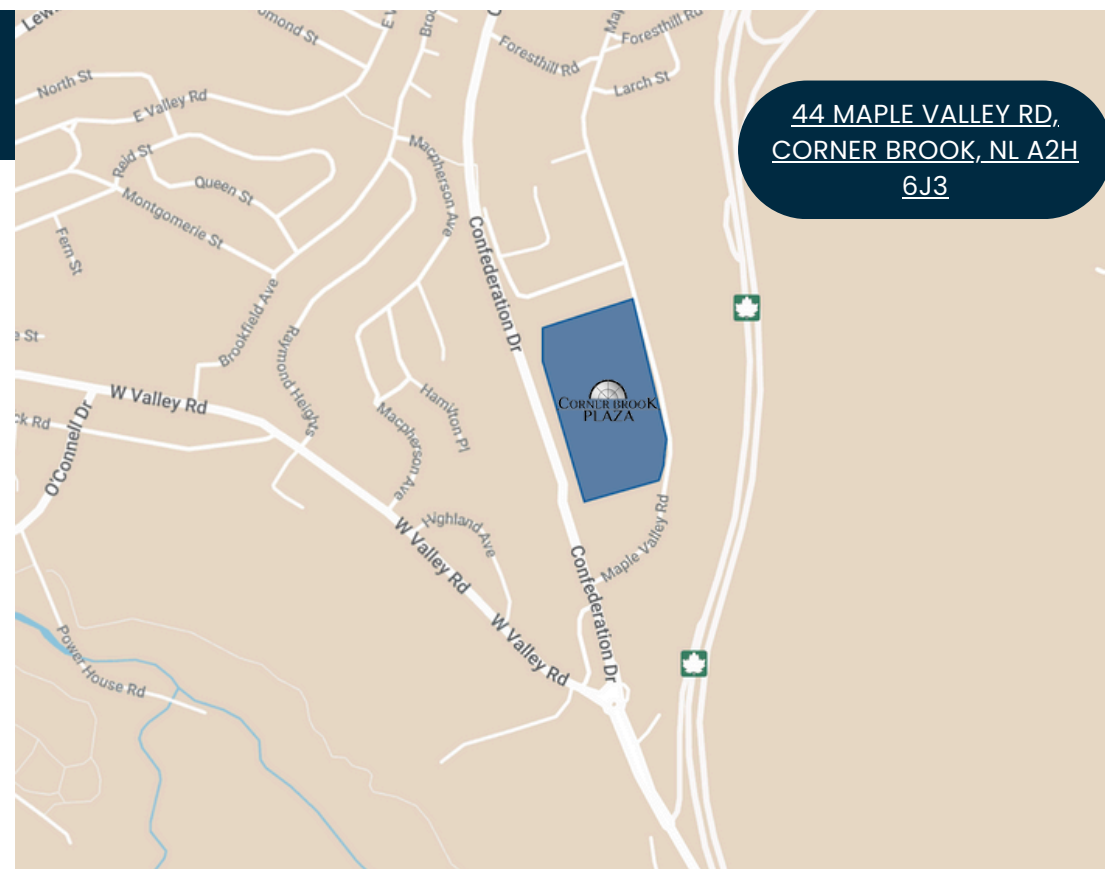 44 MAPLE VALLEY RD,
CORNER BROOK, NL A2H
6J3
North St
E Valley Rd
Foresthill Rd
Foresthill Rd
Larch St
Reid St
Queen St
Montgomerie St
Macpherson Ave
Fern St
Confederation Dr
Brookfield Ave
Raymond Heights
CORNER BROOK
PLAZA
W Valley Rd
Hamilton Pl
Macpherson Ave
O'Connell Dr
Highland Ave
W Valley Rd
Maple Valley Rd
Confederation Dr
W Valley Rd
Power House Rd